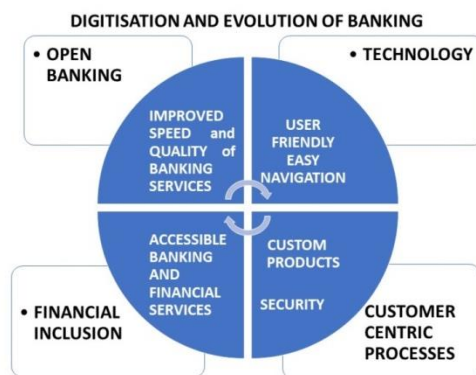 DIGITISATION AND EVOLUTION OF BANKING
• OPEN
BANKING
• TECHNOLOGY
IMPROVED
SPEED and
QUALITY of
BANKING
SERVICES
USER
FRIENDLY
EASY
NAVIGATION
ACCESSIBLE
BANKING
AND
FINANCIAL
SERVICES
CUSTOM
PRODUCTS
SECURITY
• FINANCIAL
INCLUSION
CUSTOMER
CENTRIC
PROCESSES